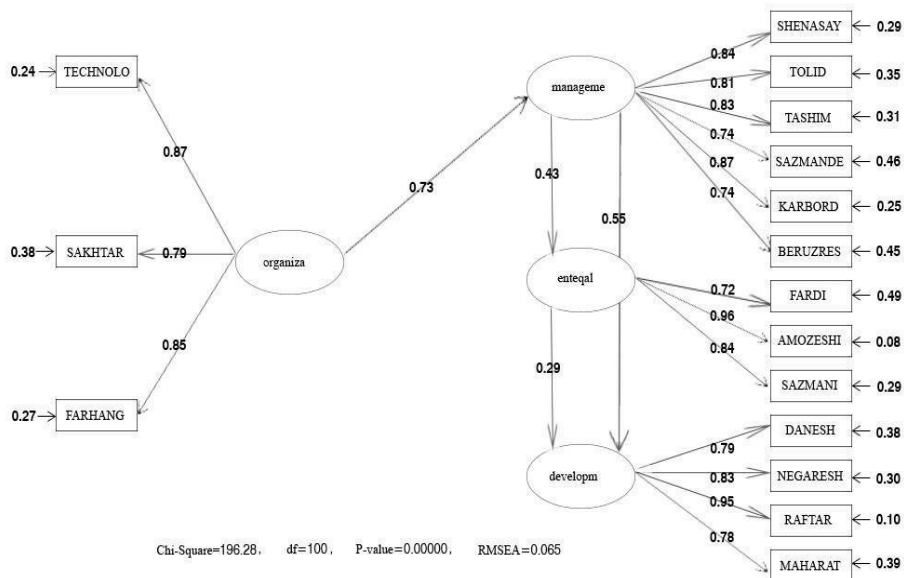 SHENASAY
0.29
0.24
TECHNOLO
0.84
TOLID
0.35
manageme
0.81
0.83
TASHIM
0.31
0.74
SAZMANDE
0.46
0.87
0.87
KARBORD
0.25
0.43
0.73
0.74
0.55
BERUZRES
0.45
0.38
SAKHTAR
0.79
organiza
enteqal
0.72
FARDI
0.49
0.96
AMOZESHI
0.08
0.85
0.84
0.29
SAZMANI
0.29
0.27
FARHANG
DANESH
0.38
0.79
developm
0.83
NEGARESH
0.30
0.95
RAFTAR
0.10
0.78
MAHARAT
0.39
Chi-Square=196.28, df=100, P-value=0.00000, RMSEA=0.065